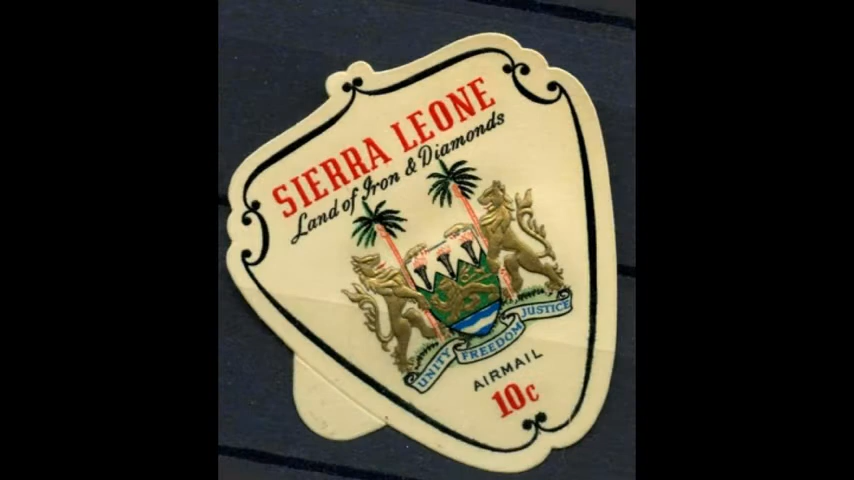 SIERRA LEONE
Land of Iron & Diamonds
UNITY FREEDOM JUSTICE
AIRMAIL
10c